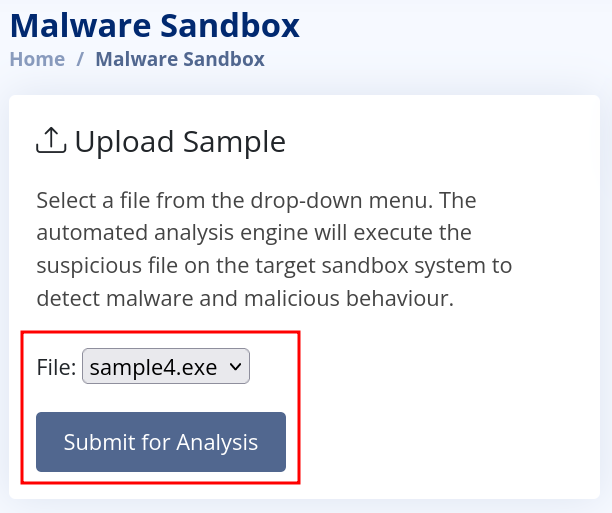 Malware Sandbox
Home / Malware Sandbox
Upload Sample
Select a file from the drop-down menu. The
automated analysis engine will execute the
suspicious file on the target sandbox system to
detect malware and malicious behaviour.
File: sample4.exe
Submit for Analysis